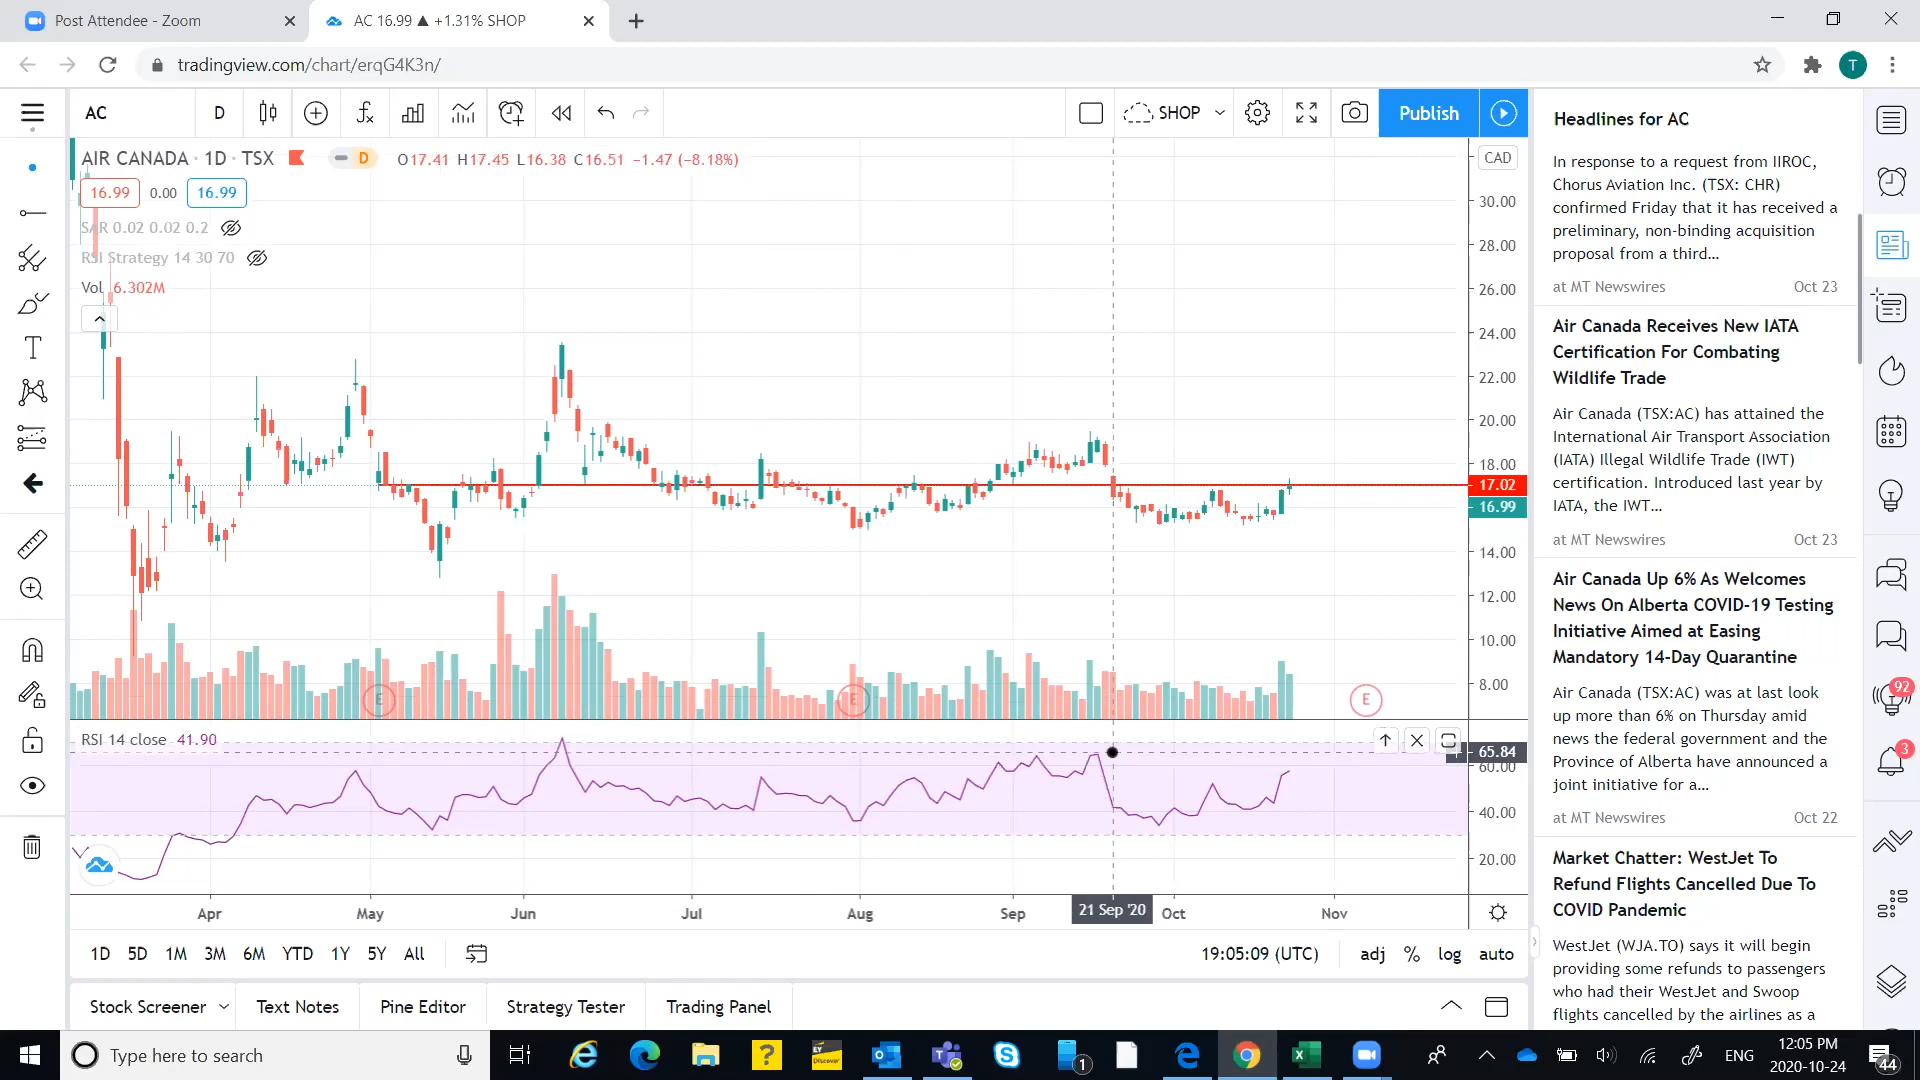 Post Attendee - Zoom
AC 16.99 ▲ +1.31% SHOP
tradingview.com/chart/erqG4K3n/
T
AC
D
SHOP
Publish
AIR CANADA · 1D · TSX
D
O17.41 H17.45 L16.38 C16.51 −1.47 (−8.18%)
16.99 0.00 16.99
SAR 0.02 0.02 0.2
RSI Strategy 14 30 70
Vol 6.302M
CAD
30.00
28.00
26.00
24.00
22.00
20.00
18.00
17.02
16.99
14.00
12.00
10.00
8.00
E
E
E
RSI 14 close 41.90
65.84
60.00
40.00
20.00
Apr
May
Jun
Jul
Aug
Sep
21 Sep '20
Oct
Nov
1D 5D 1M 3M 6M YTD 1Y 5Y All
19:05:09 (UTC)
adj % log auto
Stock Screener
Text Notes
Pine Editor
Strategy Tester
Trading Panel
Headlines for AC
In response to a request from IIROC,
Chorus Aviation Inc. (TSX: CHR)
confirmed Friday that it has received a
preliminary, non-binding acquisition
proposal from a third...
at MT Newswires Oct 23
Air Canada Receives New IATA
Certification For Combating
Wildlife Trade
Air Canada (TSX:AC) has attained the
International Air Transport Association
(IATA) Illegal Wildlife Trade (IWT)
certification. Introduced last year by
IATA, the IWT...
at MT Newswires Oct 23
Air Canada Up 6% As Welcomes
News On Alberta COVID-19 Testing
Initiative Aimed at Easing
Mandatory 14-Day Quarantine
Air Canada (TSX:AC) was at last look
up more than 6% on Thursday amid
news the federal government and the
Province of Alberta have announced a
joint initiative for a...
at MT Newswires Oct 22
Market Chatter: WestJet To
Refund Flights Cancelled Due To
COVID Pandemic
WestJet (WJA.TO) says it will begin
providing some refunds to passengers
who had their WestJet and Swoop
flights cancelled by the airlines as a
92
3
Type here to search
EY
Discover
1
ENG
12:05 PM
2020-10-24
44